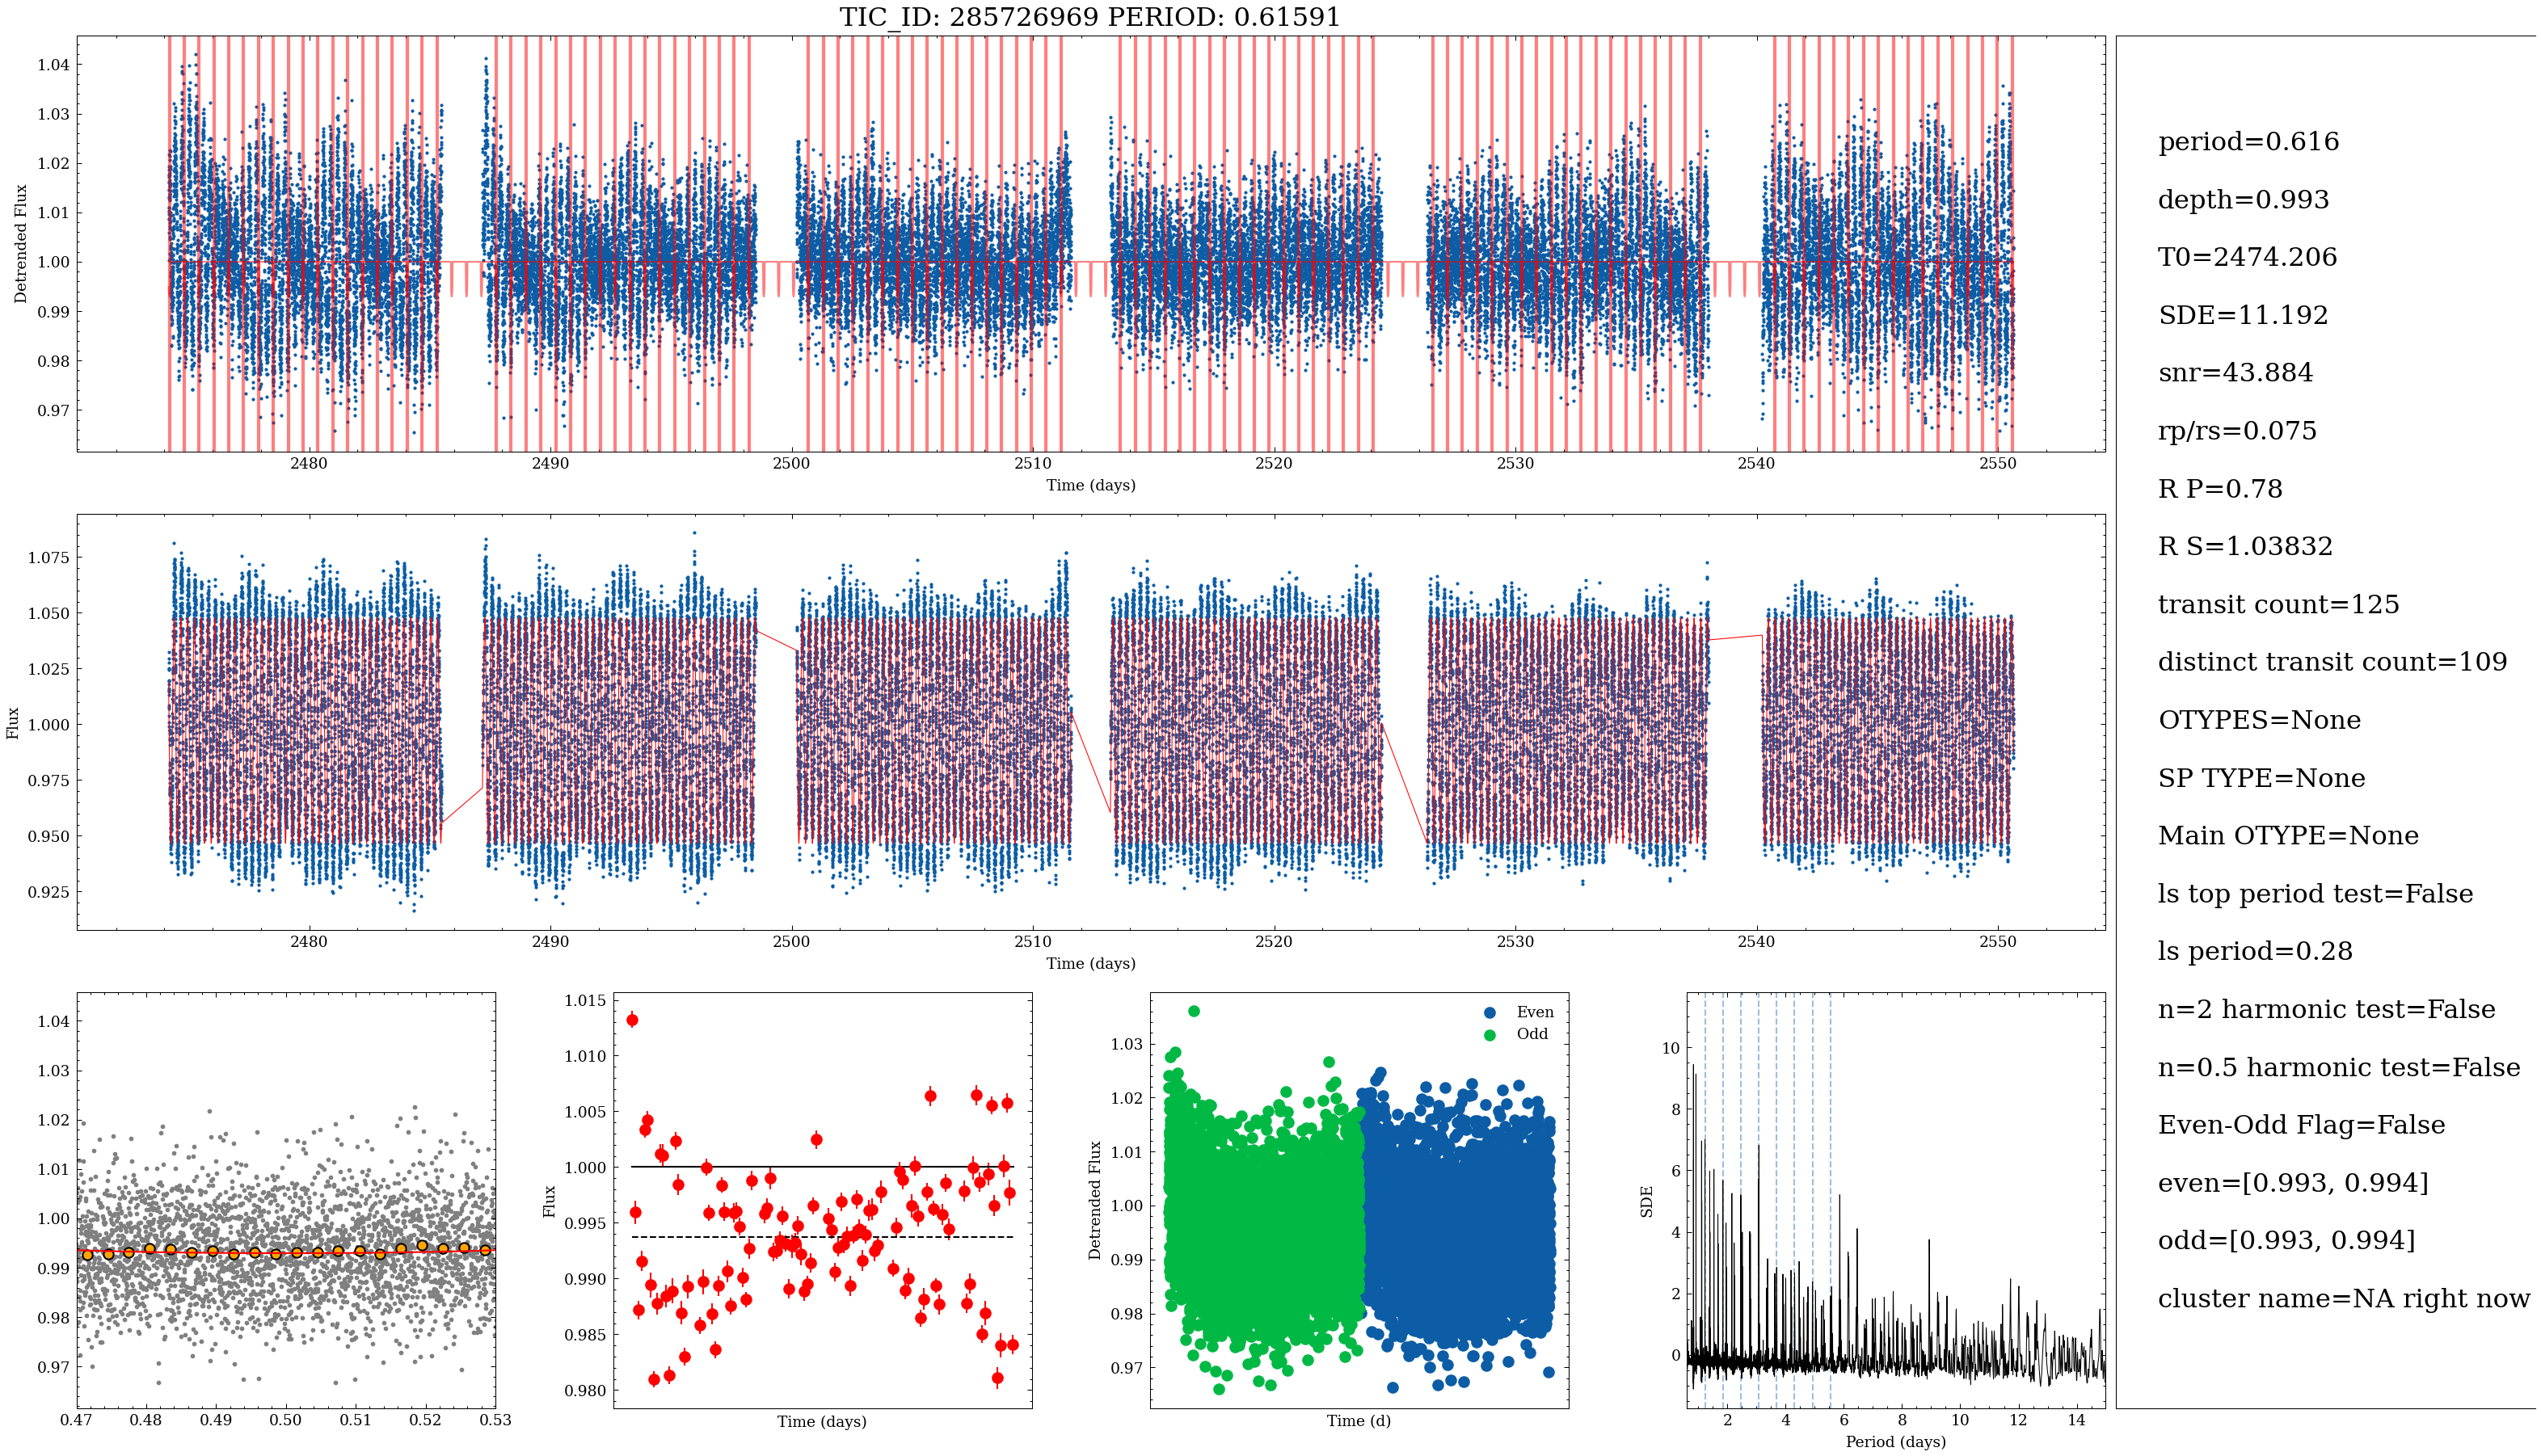 TIC_ID: 285726969 PERIOD: 0.61591
1.04
1.03
1.02
1.01
1.00
0.99
0.98
0.97
Detrended Flux
2480 2490 2500 2510 2520 2530 2540 2550
Time (days)
1.075
1.050
1.025
1.000
0.975
0.950
0.925
Flux
2480 2490 2500 2510 2520 2530 2540 2550
Time (days)
1.04
1.03
1.02
1.01
1.00
0.99
0.98
0.97
0.47 0.48 0.49 0.50 0.51 0.52 0.53
1.015
1.010
1.005
1.000
0.995
0.990
0.985
0.980
Flux
Time (days)
Even
Odd
1.03
1.02
1.01
1.00
0.99
0.98
0.97
Detrended Flux
Time (d)
10
8
6
4
2
0
SDE
2 4 6 8 10 12 14
Period (days)
period=0.616
depth=0.993
T0=2474.206
SDE=11.192
snr=43.884
rp/rs=0.075
R P=0.78
R S=1.03832
transit count=125
distinct transit count=109
OTYPES=None
SP TYPE=None
Main OTYPE=None
ls top period test=False
ls period=0.28
n=2 harmonic test=False
n=0.5 harmonic test=False
Even-Odd Flag=False
even=[0.993, 0.994]
odd=[0.993, 0.994]
cluster name=NA right now